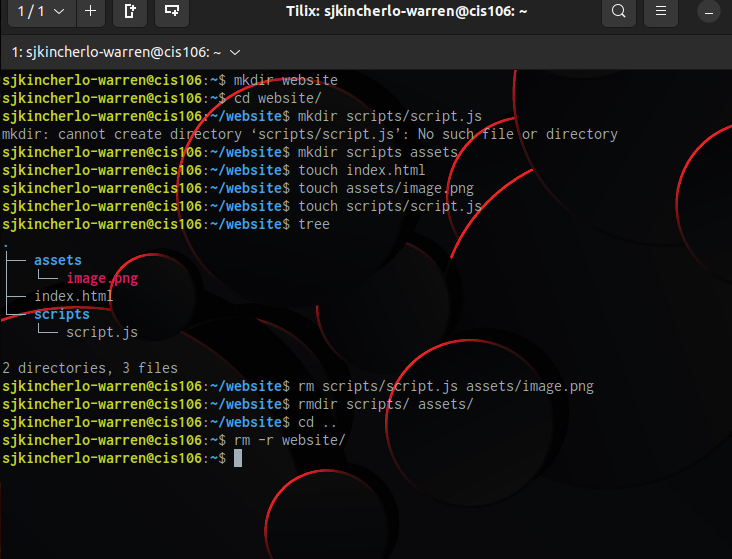 1 / 1
Tilix: sjkincherlo-warren@cis106: ~
1: sjkincherlo-warren@cis106: ~
sjkincherlo-warren@cis106:~$ mkdir website
sjkincherlo-warren@cis106:~$ cd website/
sjkincherlo-warren@cis106:~/website$ mkdir scripts/script.js
mkdir: cannot create directory ‘scripts/script.js’: No such file or directory
sjkincherlo-warren@cis106:~/website$ mkdir scripts assets
sjkincherlo-warren@cis106:~/website$ touch index.html
sjkincherlo-warren@cis106:~/website$ touch assets/image.png
sjkincherlo-warren@cis106:~/website$ touch scripts/script.js
sjkincherlo-warren@cis106:~/website$ tree
.
├── assets
│   └── image.png
├── index.html
└── scripts
    └── script.js

2 directories, 3 files
sjkincherlo-warren@cis106:~/website$ rm scripts/script.js assets/image.png
sjkincherlo-warren@cis106:~/website$ rmdir scripts/ assets/
sjkincherlo-warren@cis106:~/website$ cd ..
sjkincherlo-warren@cis106:~$ rm -r website/
sjkincherlo-warren@cis106:~$